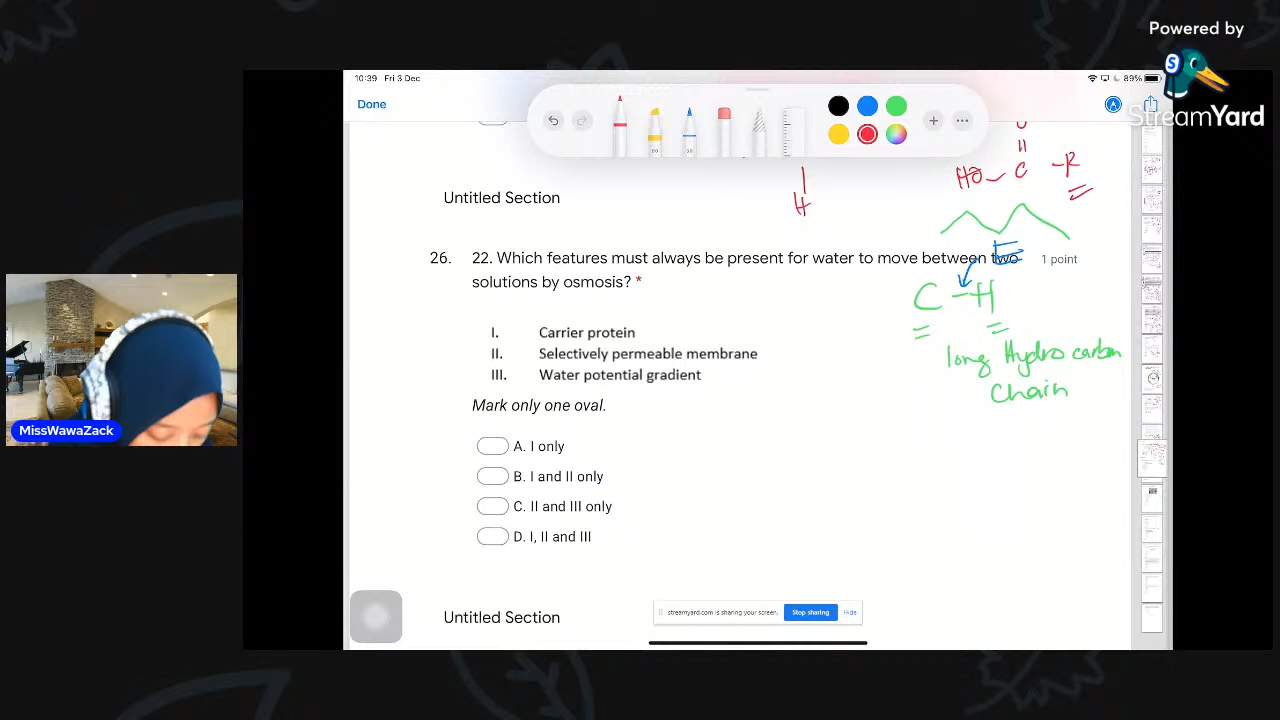 Powered by
S
StreamYard
10:39 Fri 3 Dec
89%
Done
HO C -R
H
Untitled Section
26 22. Which features must always be present for water to move between two 1 point
solutions by osmosis? *
E
C - H
I. Carrier protein
II. Selectively permeable membrane
long Hydro carbon
III. Water potential gradient
Chain
Mark only one oval.
A. I only
B. I and II only
C. II and III only
D. I, II and III
MissWawaZack
Untitled Section
streamyard.com is sharing your screen. Stop sharing Hide